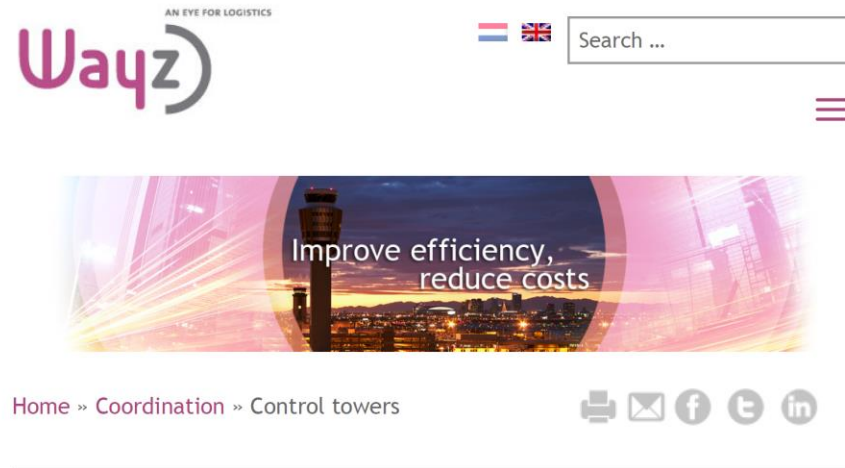 AN EYE FOR LOGISTICS
Wayz
Search ...
Improve efficiency,
reduce costs
Home » Coordination » Control towers